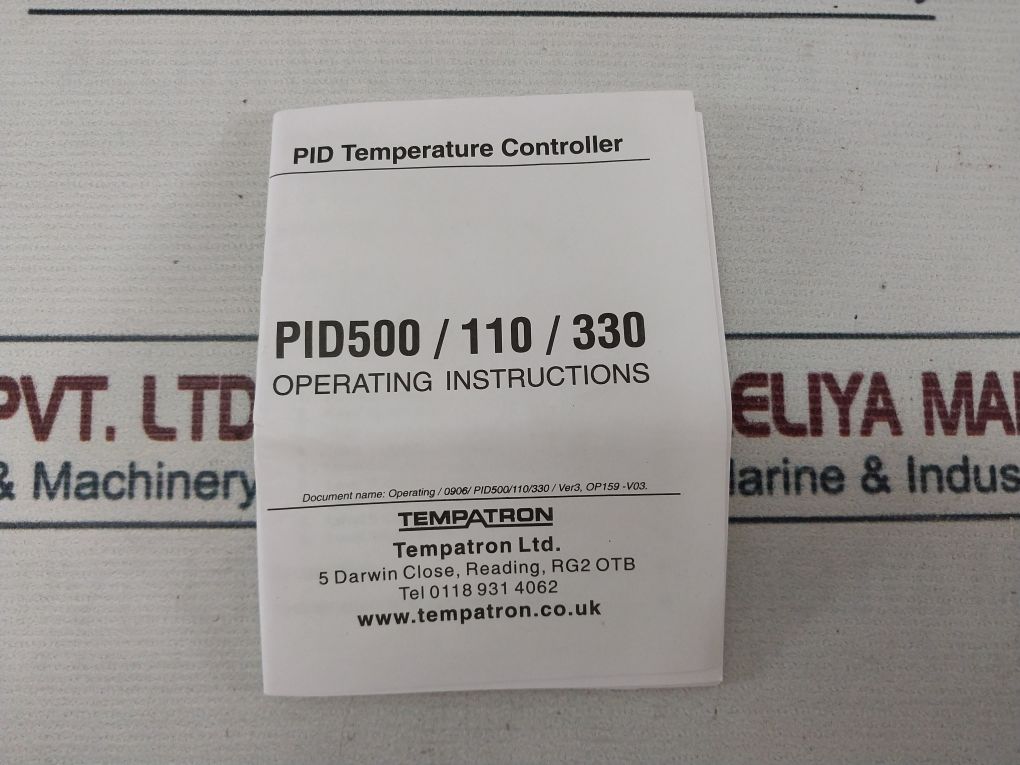 PID Temperature Controller
PID500 / 110 / 330
OPERATING INSTRUCTIONS
Document name: Operating / 0906/ PID500/110/330 / Ver3, OP159 -V03.
TEMPATRON
Tempatron Ltd.
5 Darwin Close, Reading, RG2 OTB
Tel 0118 931 4062
www.tempatron.co.uk
PVT. LTD
& Machinery
ELIYA MA
arine & Indus